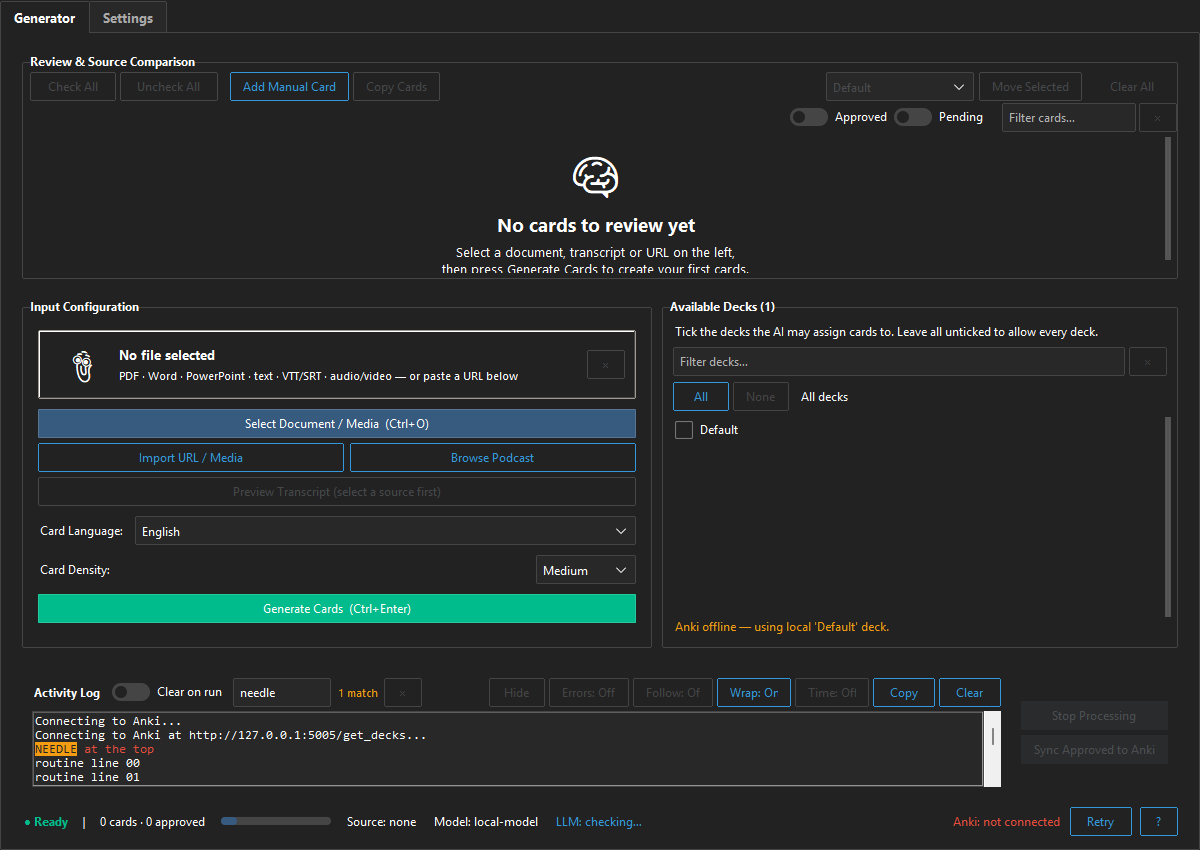 Generator
Settings
Review & Source Comparison
Check All
Uncheck All
Add Manual Card
Copy Cards
Default
Move Selected
Clear All
Approved
Pending
Filter cards...
×
No cards to review yet
Select a document, transcript or URL on the left,
then press Generate Cards to create your first cards.
Input Configuration
No file selected
PDF · Word · PowerPoint · text · VTT/SRT · audio/video — or paste a URL below
×
Select Document / Media (Ctrl+O)
Import URL / Media
Browse Podcast
Preview Transcript (select a source first)
Card Language:
English
Card Density:
Medium
Generate Cards (Ctrl+Enter)
Available Decks (1)
Tick the decks the AI may assign cards to. Leave all unticked to allow every deck.
Filter decks...
×
All
None
All decks
Default
Anki offline — using local 'Default' deck.
Activity Log
Clear on run
needle
1 match
×
Hide
Errors: Off
Follow: Of
Wrap: Or
Time: Off
Copy
Clear
Connecting to Anki...
Connecting to Anki at http://127.0.0.1:5005/get_decks...
NEEDLE at the top
routine line 00
routine line 01
Stop Processing
Sync Approved to Anki
● Ready
|
0 cards · 0 approved
Source: none
Model: local-model
LLM: checking...
Anki: not connected
Retry
?